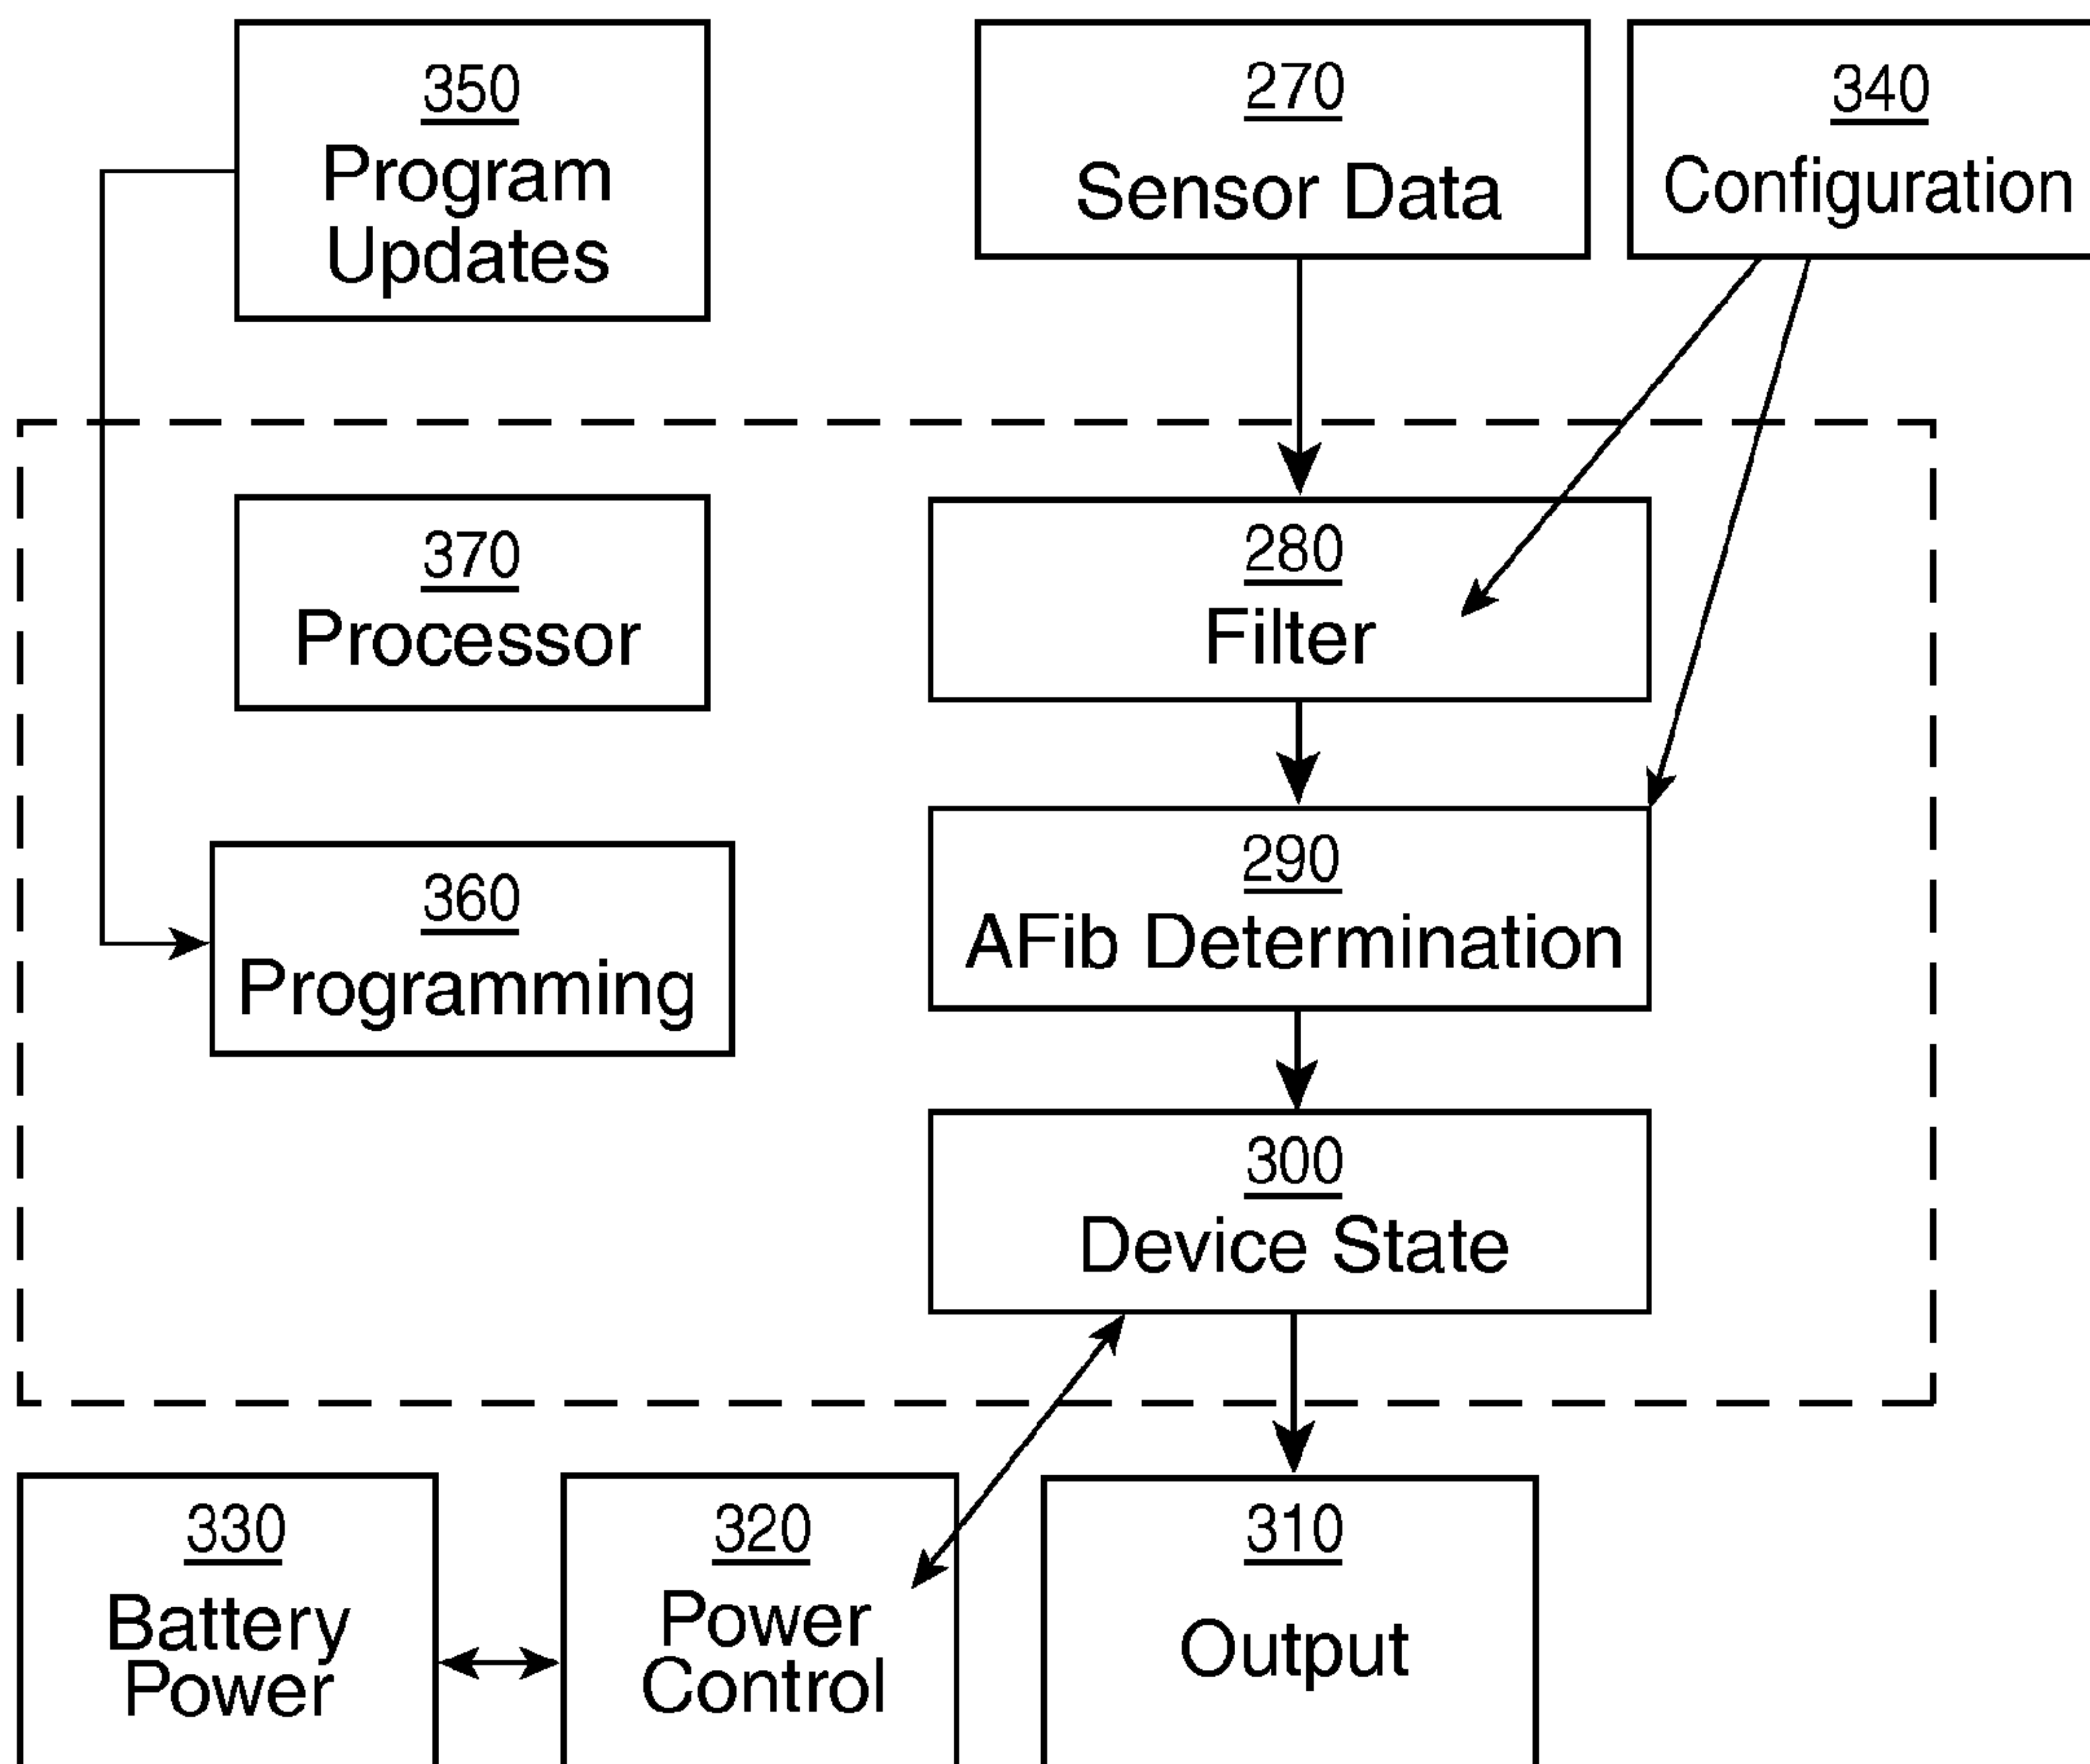 350
Program
Updates
270
Sensor Data
340
Configuration
370
Processor
280
Filter
360
Programming
290
AFib Determination
300
Device State
330
Battery
Power
320
Power
Control
310
Output